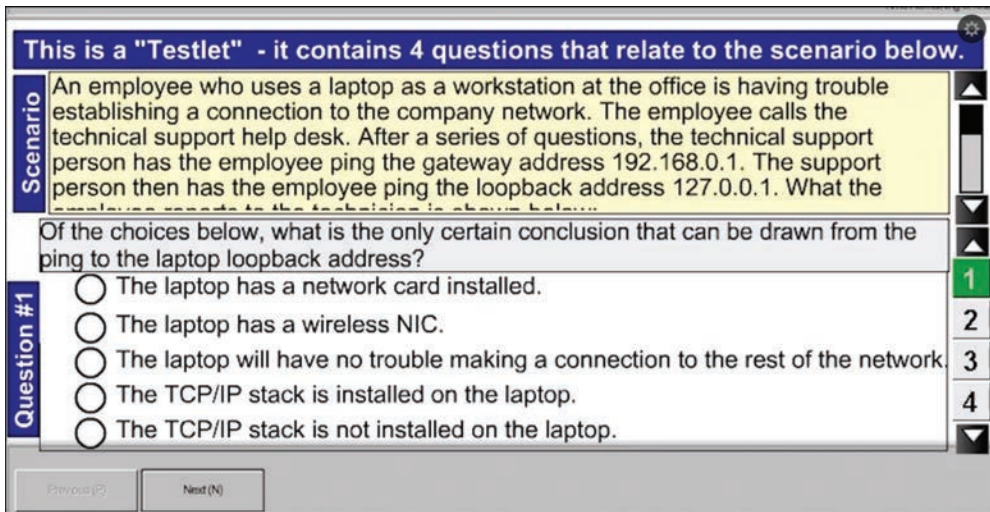 This is a "Testlet" - it contains 4 questions that relate to the scenario below.
Scenario
An employee who uses a laptop as a workstation at the office is having trouble
establishing a connection to the company network. The employee calls the
technical support help desk. After a series of questions, the technical support
person has the employee ping the gateway address 192.168.0.1. The support
person then has the employee ping the loopback address 127.0.0.1. What the
Of the choices below, what is the only certain conclusion that can be drawn from the
ping to the laptop loopback address?
Question #1
The laptop has a network card installed.
The laptop has a wireless NIC.
The laptop will have no trouble making a connection to the rest of the network.
The TCP/IP stack is installed on the laptop.
The TCP/IP stack is not installed on the laptop.
1
2
3
4
Next (N)